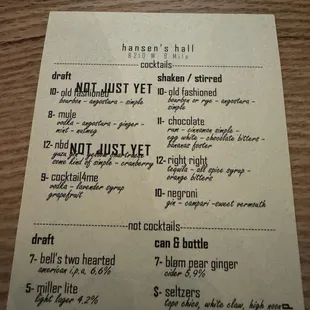 hansen's hall
8210 W 8 Mile
cocktails
draft
NOT JUST YET
10- old fashioned
bourbon - angostura - simple
8- muje
vodka - angostura - ginger -
mint - nutmeg
NOT JUST YET
12- nbd
some kind of simple - cranberry
9- cocktail4me
vodka - lavender syrup
grapefruit
shaken / stirred
10- old fashioned
bourbon or rye - angostura -
simple
11- chocolate
rum - cinnamon simple -
egg white - chocolate bitters -
bananas foster
12- right right
tequila - all spice syrup -
orange bitters
10- negroni
gin - campari - sweet vermouth
not cocktails
draft
7- bell's two hearted
american i.p.a. 6.6%
5- miller lite
light lager 4.2%
can & bottle
7- bløm pear ginger
cider 5.9%
$- seltzers
topo chico, white claw, high noon